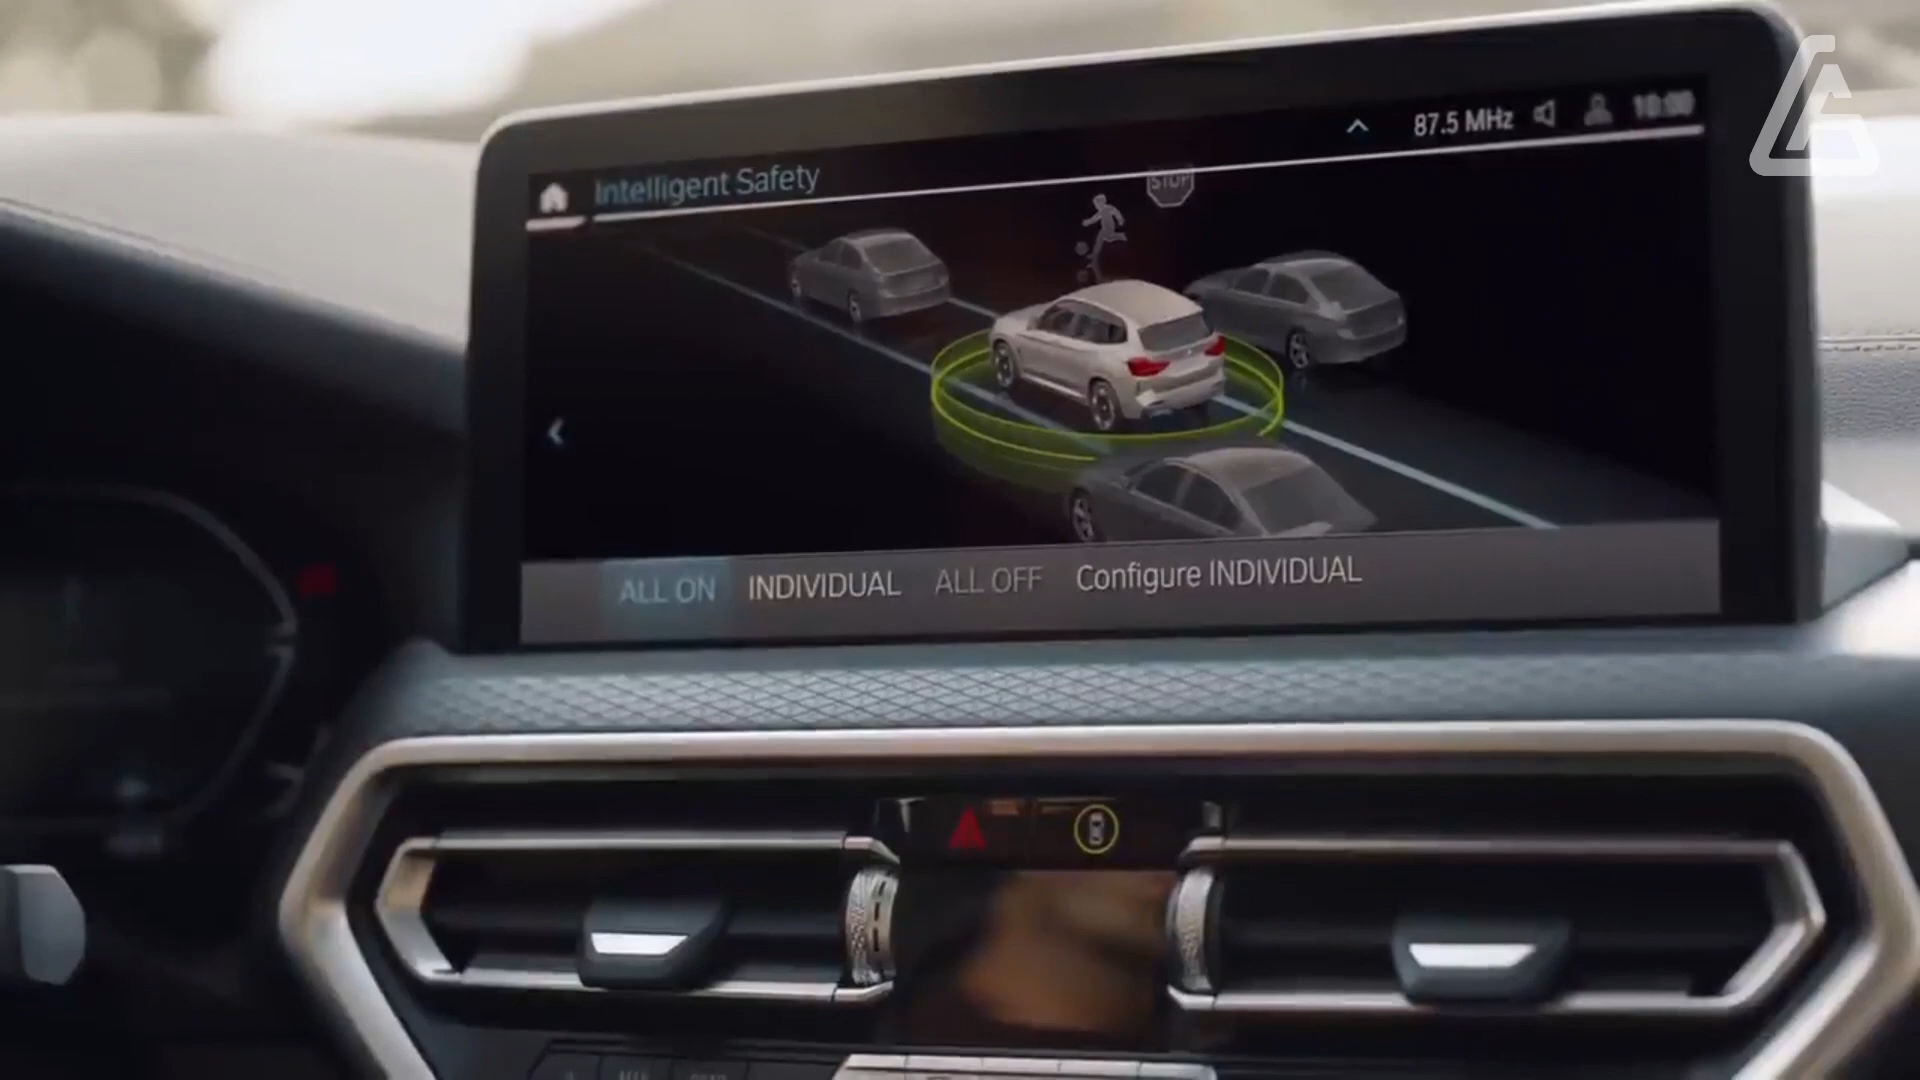 87.5 MHz 10:00
Intelligent Safety
STOP
ALL ON INDIVIDUAL ALL OFF Configure INDIVIDUAL